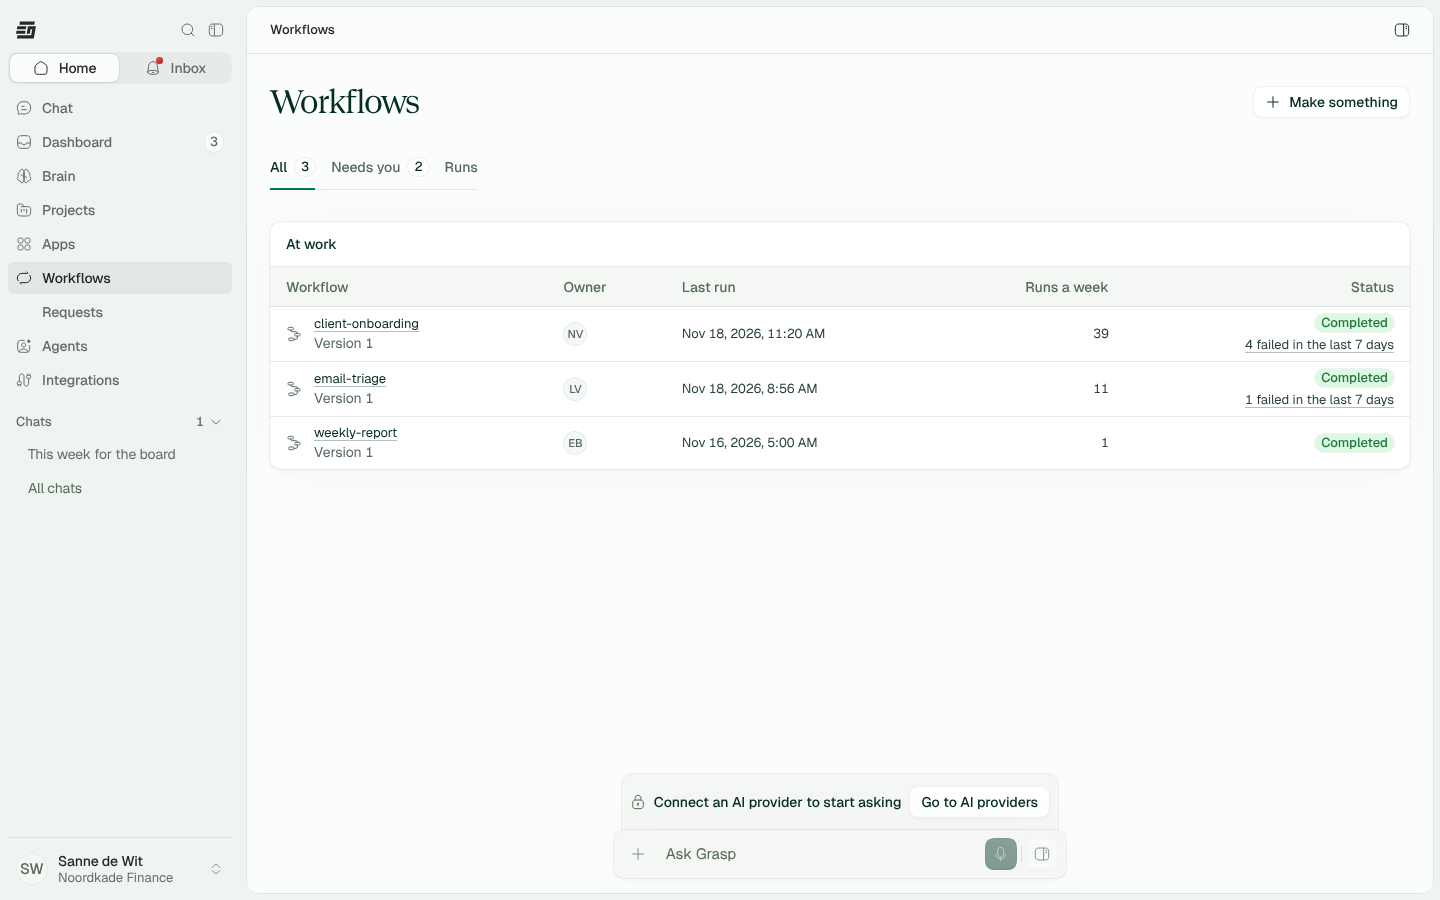 Home
Inbox
Chat
Dashboard 3
Brain
Projects
Apps
Workflows
Requests
Agents
Integrations
Chats 1
This week for the board
All chats
SW
Sanne de Wit
Noordkade Finance
Workflows
Workflows
Make something
All 3 Needs you 2 Runs
At work
Workflow Owner Last run Runs a week Status
client-onboarding
Version 1
NV
Nov 18, 2026, 11:20 AM
39
Completed
4 failed in the last 7 days
email-triage
Version 1
LV
Nov 18, 2026, 8:56 AM
11
Completed
1 failed in the last 7 days
weekly-report
Version 1
EB
Nov 16, 2026, 5:00 AM
1
Completed
Connect an AI provider to start asking
Go to AI providers
Ask Grasp